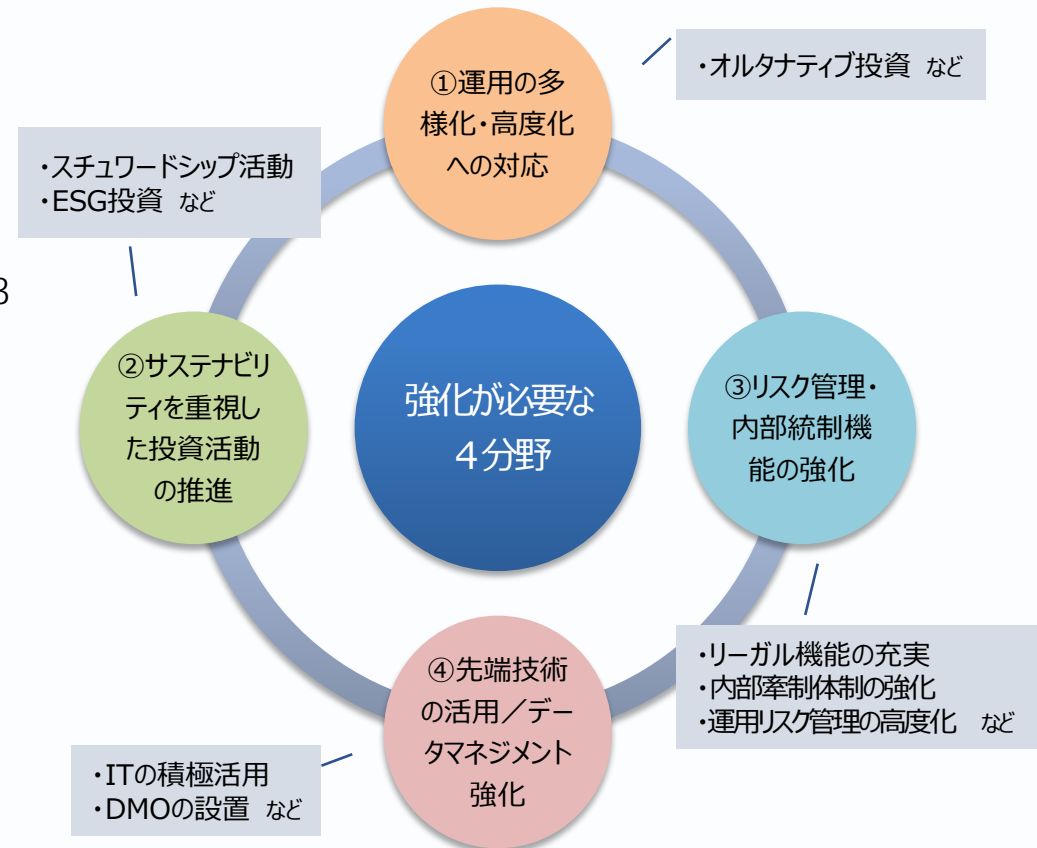 ①運用の多
様化・高度化
への対応
・オルタナティブ投資 など
・スチュワードシップ活動
・ESG投資 など
②サステナビリ
ティを重視し
た投資活動
の推進
強化が必要な
４分野
③リスク管理・
内部統制機
能の強化
・リーガル機能の充実
・内部牽制体制の強化
・運用リスク管理の高度化 など
④先端技術
の活用／デー
タマネジメント
強化
・ITの積極活用
・DMOの設置 など